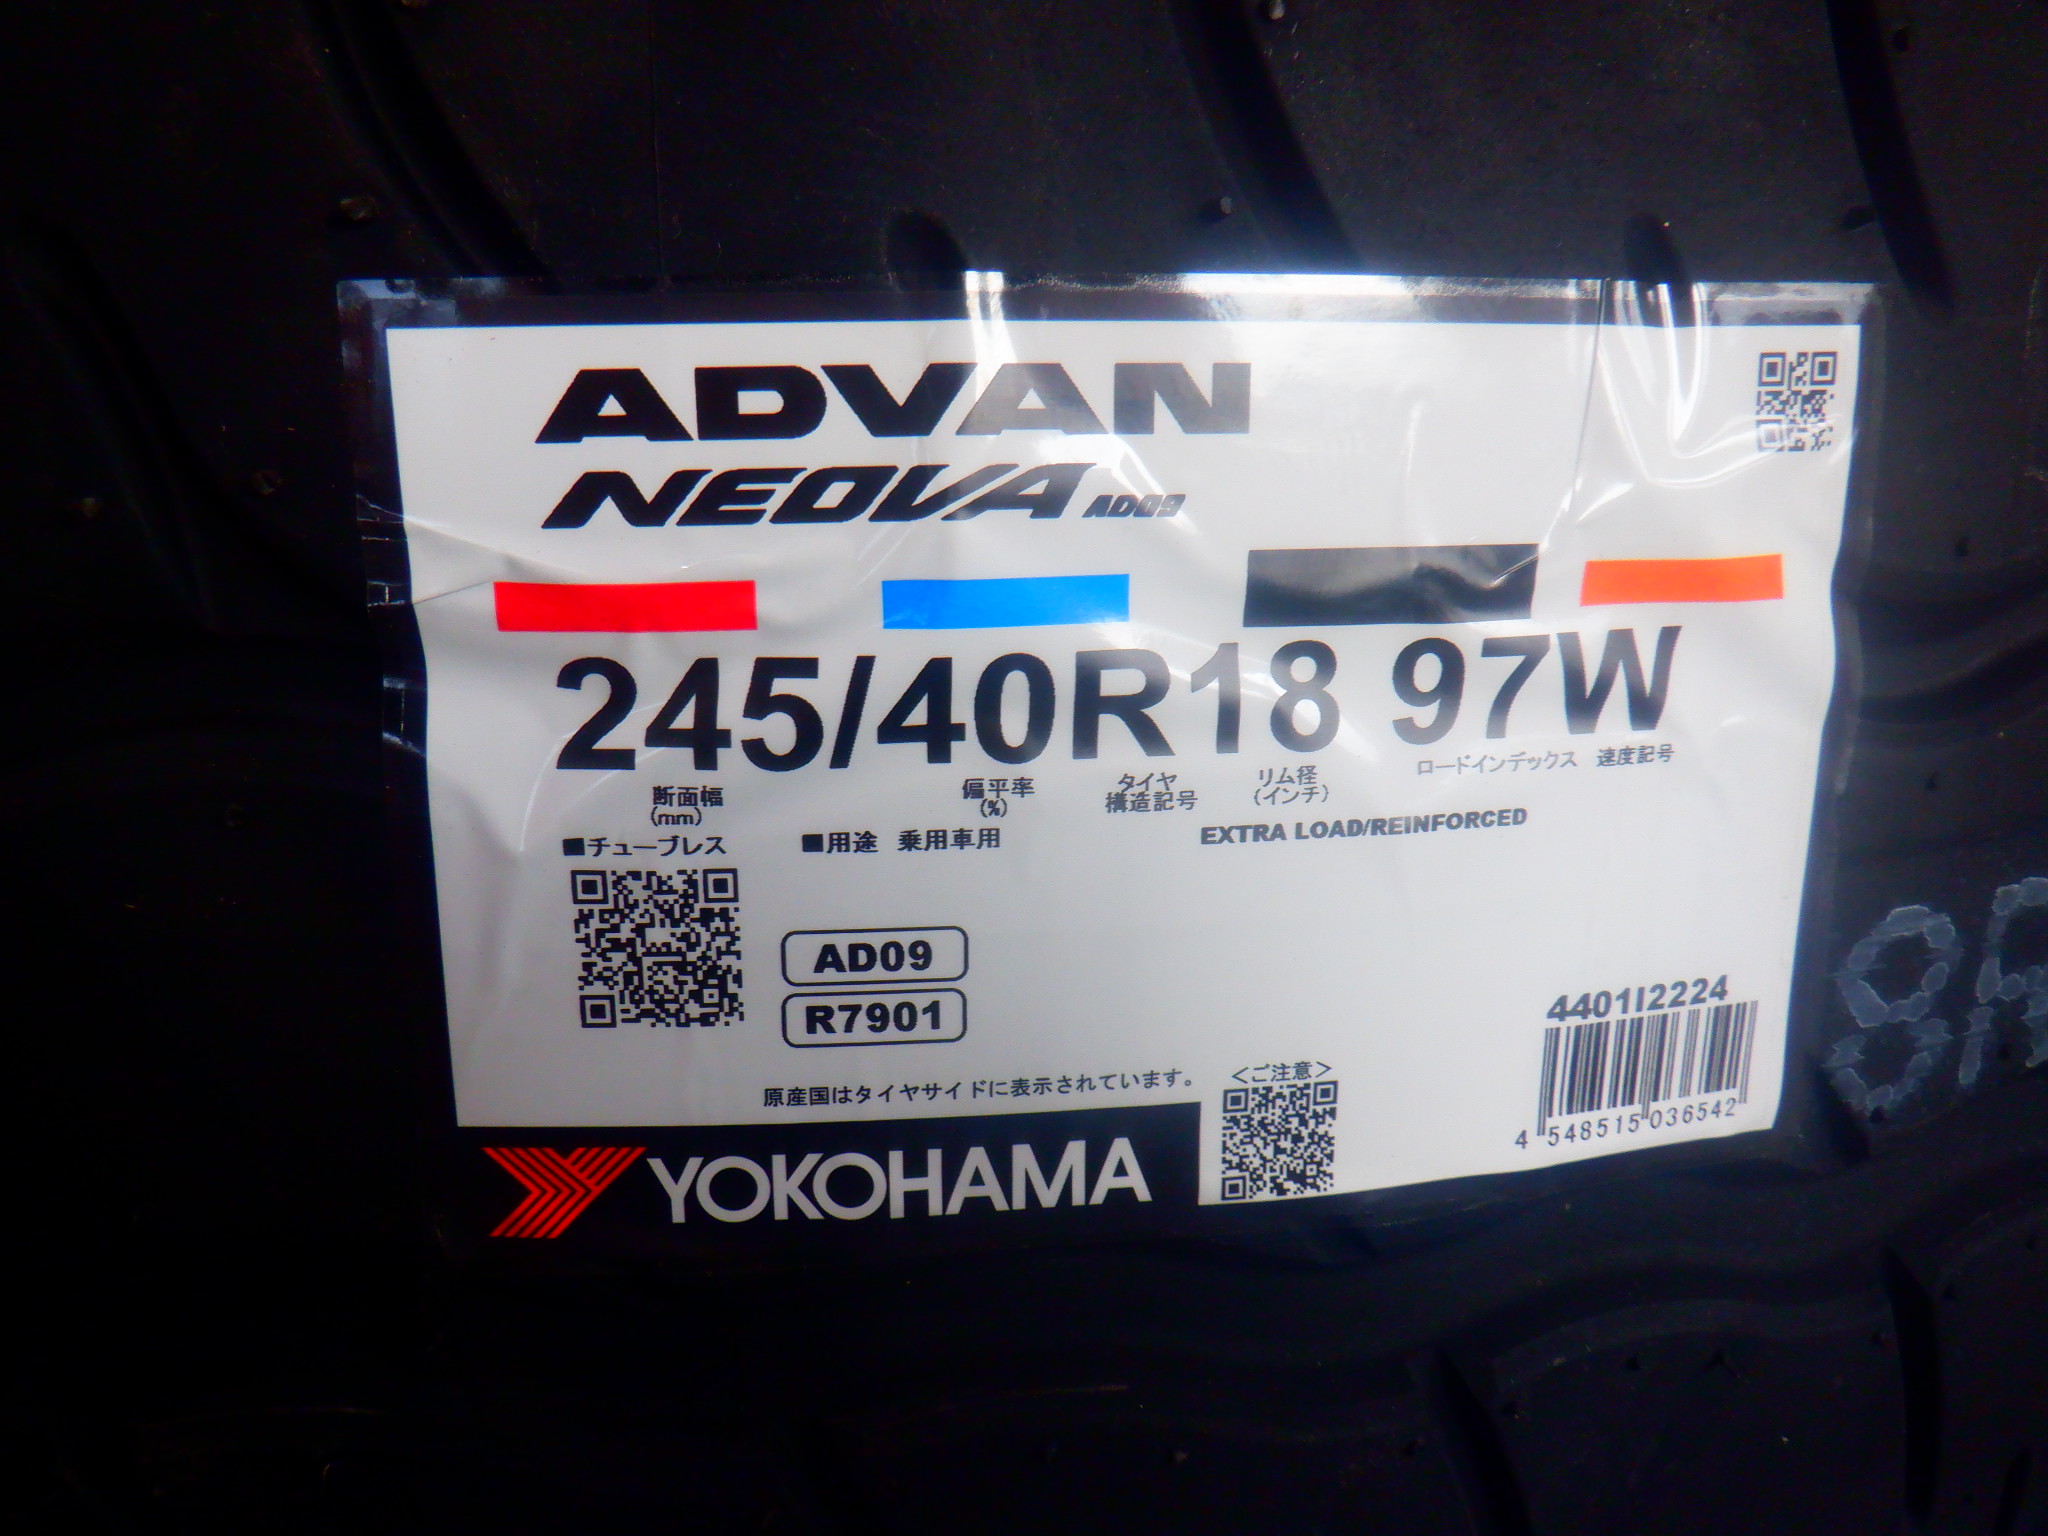 ADVAN
NEOVA AD09
245/40R18 97W
断面幅
(mm)
偏平率
(%)
タイヤ
構造記号
リム径
(インチ)
ロードインデックス 速度記号
■チューブレス ■用途 乗用車用
EXTRA LOAD/REINFORCED
AD09
R7901
4401I2224
4 548515 036542
原産国はタイヤサイドに表示されています。
<ご注意>
YOKOHAMA